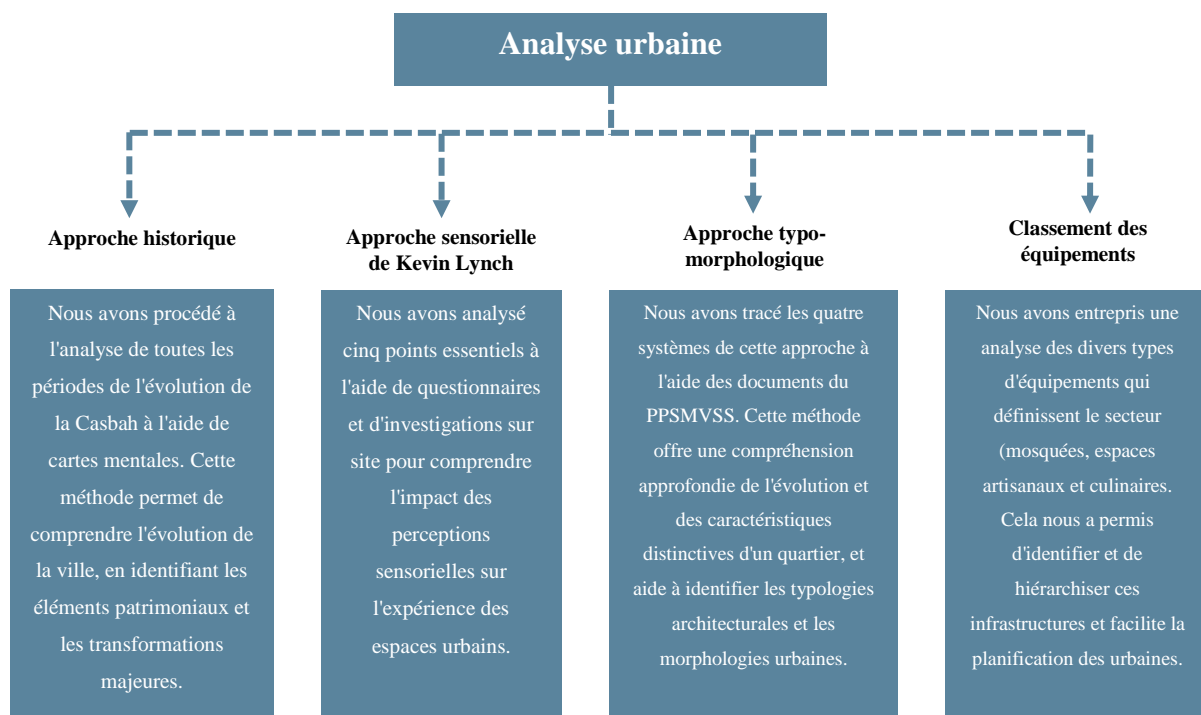 Analyse urbaine
Approche historique
Nous avons procédé à
l'analyse de toutes les
périodes de l'évolution de
la Casbah à l'aide de
cartes mentales. Cette
méthode permet de
comprendre l'évolution de
la ville, en identifiant les
éléments patrimoniaux et
les transformations
majeures.
Approche sensorielle
de Kevin Lynch
Nous avons analysé
cinq points essentiels à
l'aide de questionnaires
et d'investigations sur
site pour comprendre
l'impact des
perceptions
sensorielles sur
l'expérience des
espaces urbains.
Approche typo-
morphologique
Nous avons tracé les quatre
systèmes de cette approche à
l'aide des documents du
PPSMVSS. Cette méthode
offre une compréhension
approfondie de l'évolution et
des caractéristiques
distinctives d'un quartier, et
aide à identifier les typologies
architecturales et les
morphologies urbaines.
Classement des
équipements
Nous avons entrepris une
analyse des divers types
d'équipements qui
définissent le secteur
(mosquées, espaces
artisanaux et culinaires.
Cela nous a permis
d'identifier et de
hiérarchiser ces
infrastructures et facilite la
planification des urbaines.